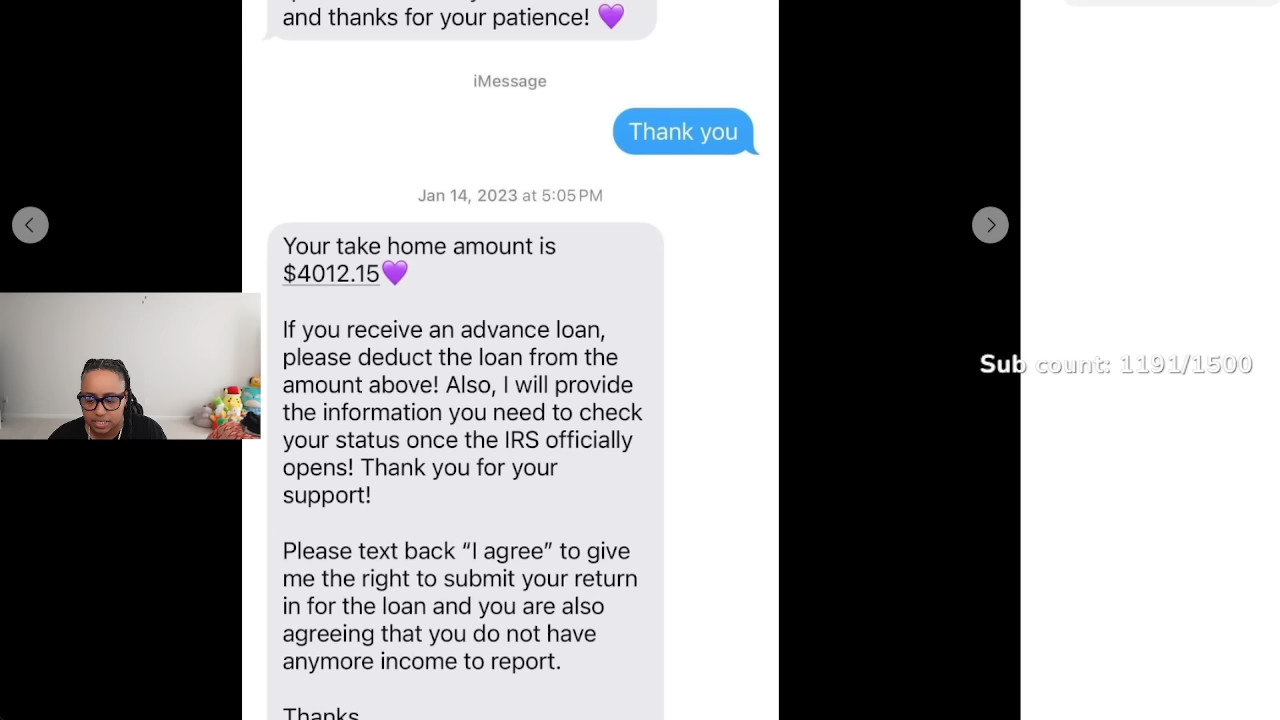 and thanks for your patience! 💜
iMessage
Thank you
Jan 14, 2023 at 5:05 PM
Your take home amount is
$4012.15💜
If you receive an advance loan,
please deduct the loan from the
amount above! Also, I will provide
the information you need to check
your status once the IRS officially
opens! Thank you for your
support!
Sub count: 1191/1500
Please text back “I agree” to give
me the right to submit your return
in for the loan and you are also
agreeing that you do not have
anymore income to report.
Thanks